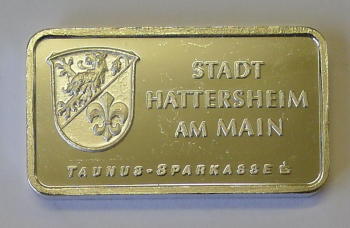 STADT
HATTERSHEIM
AM MAIN
TAUNUS-SPARKASSE